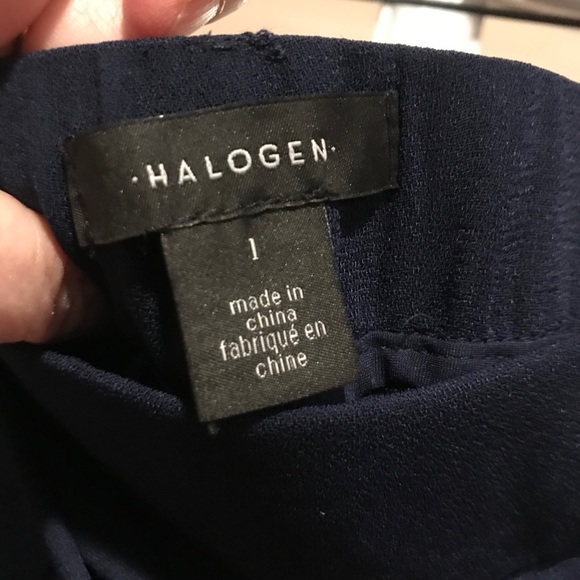 ·HALOGEN·
1
made in
china
fabriqué en
chine